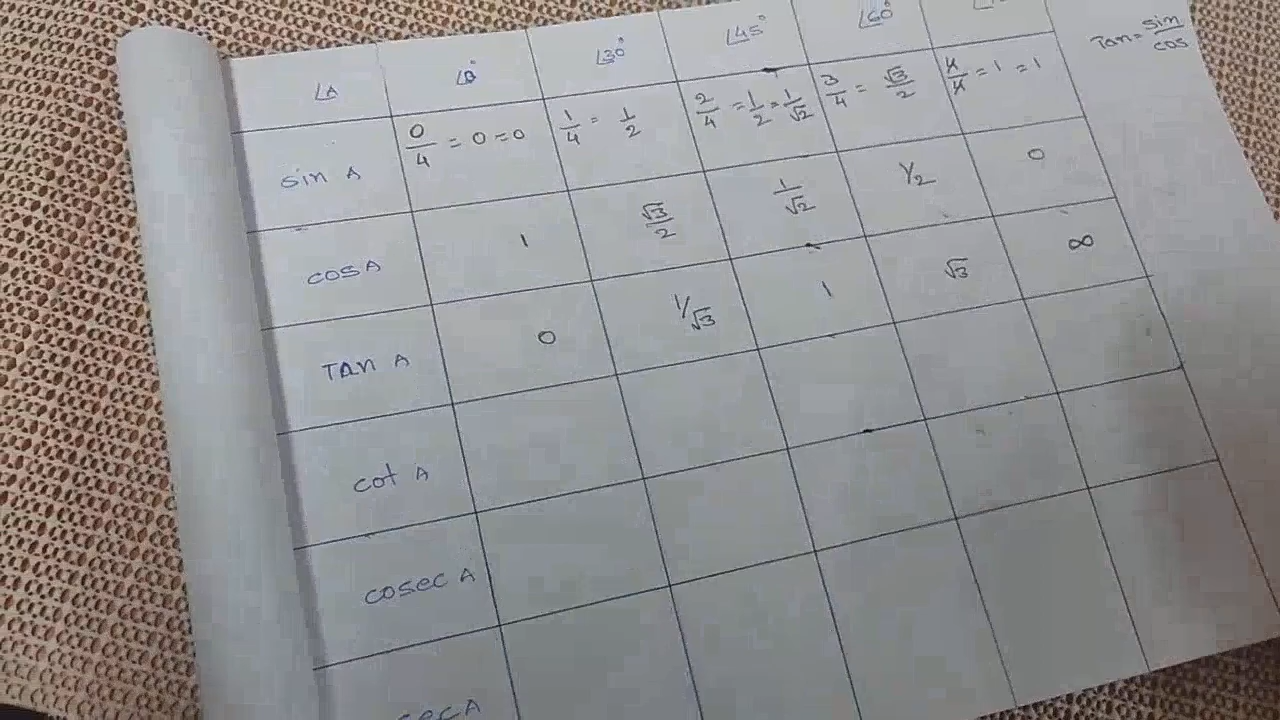 ∠A ∠0° ∠30° ∠45° ∠60°
Tan = sin/cos
sin A 0/4 = 0 = 0 1/4 = 1/2 2/4 = 1/2 = 1/√2 3/4 = √3/2 4/4 = 1 = 1
COS A 1 √3/2 1/√2 1/2 0
TAN A 0 1/√3 1 √3 ∞
cot A
cosec A
sec A